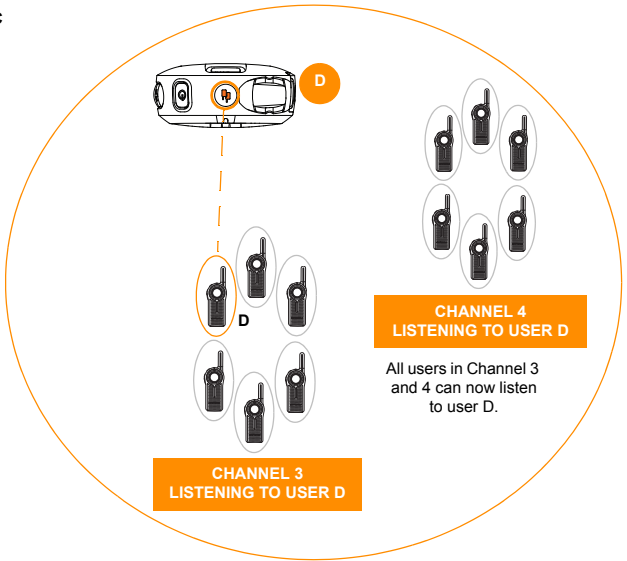 D
D
CHANNEL 4
LISTENING TO USER D
All users in Channel 3
and 4 can now listen
to user D.
CHANNEL 3
LISTENING TO USER D